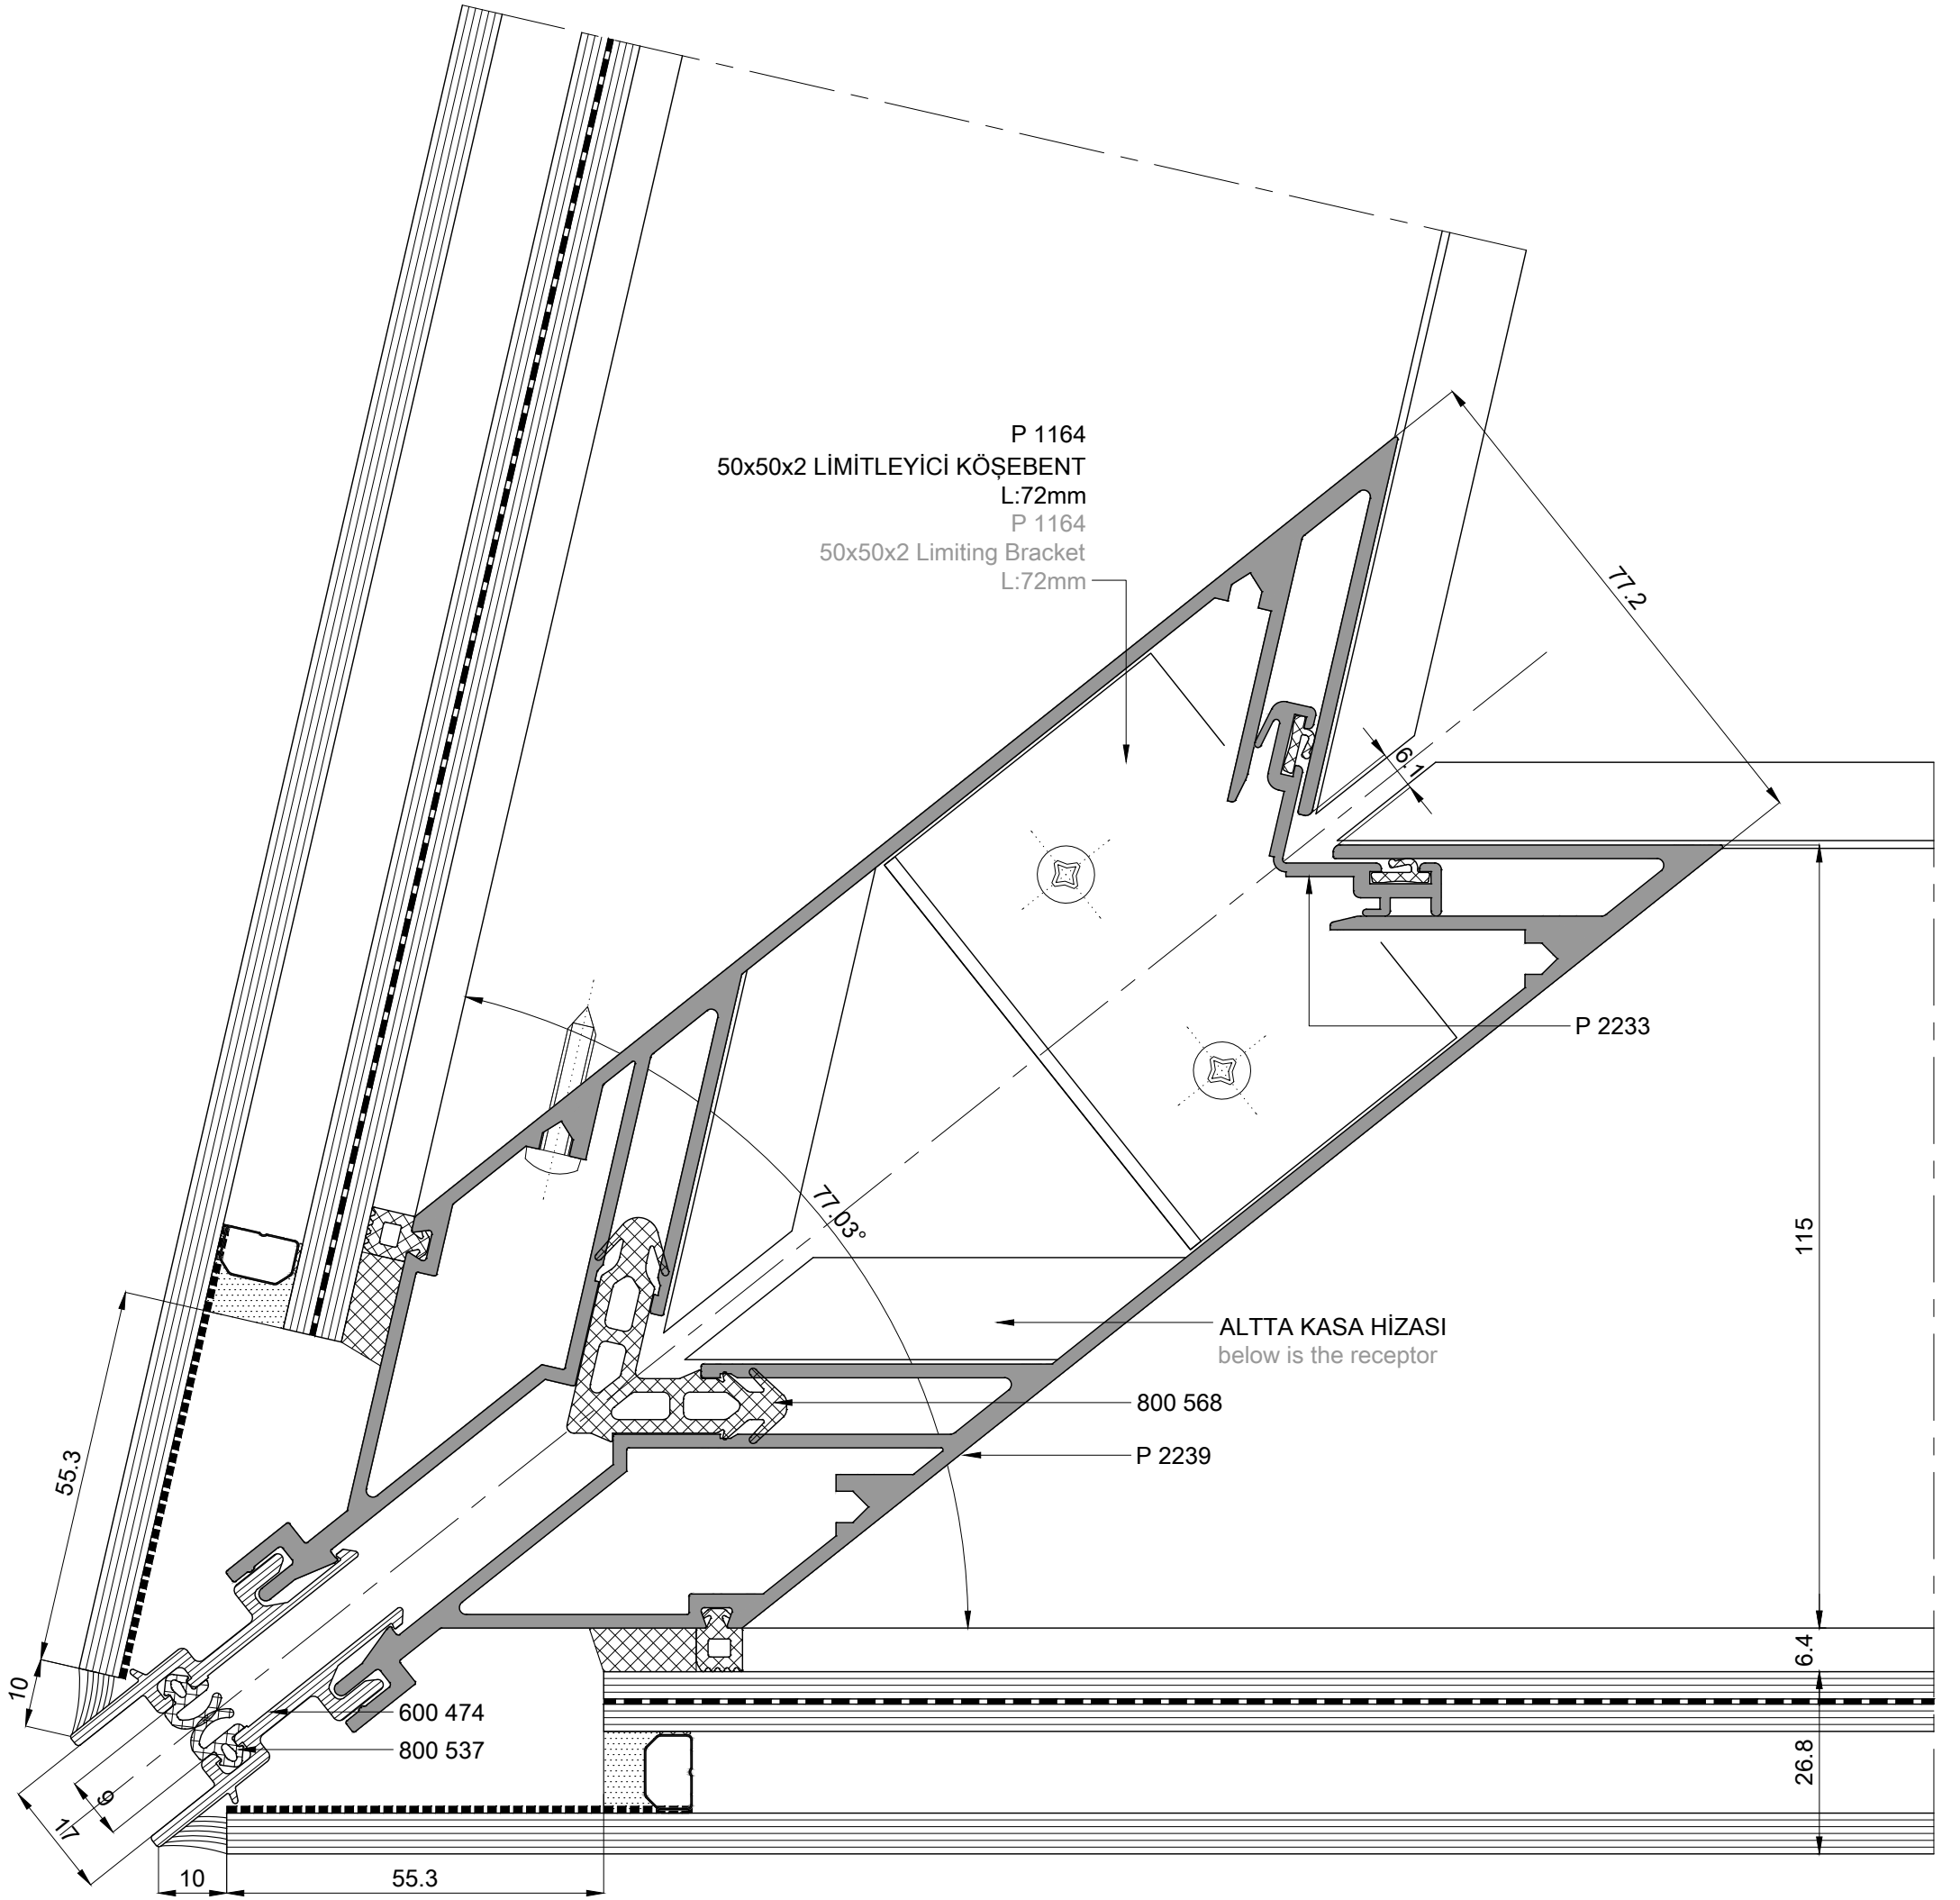 P 1164
50x50x2 LİMİTLEYİCİ KÖŞEBENT
L:72mm
P 1164
50x50x2 Limiting Bracket
L:72mm
77.2
6.1
P 2233
77.03°
115
ALTTA KASA HİZASI
below is the receptor
800 568
P 2239
55.3
10
6.4
600 474
800 537
26.8
9
17
10
55.3